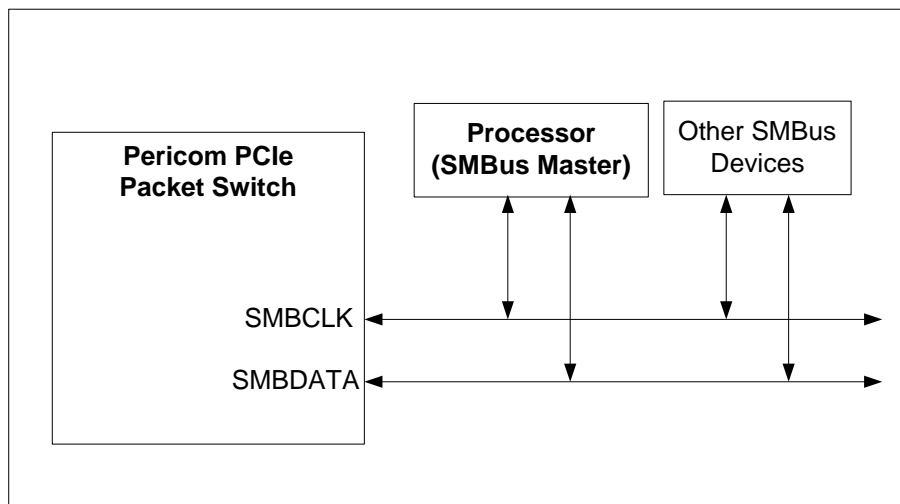 Pericom PCIe
Packet Switch
Processor
(SMBus Master)
Other SMBus
Devices
SMBCLK
SMBDATA